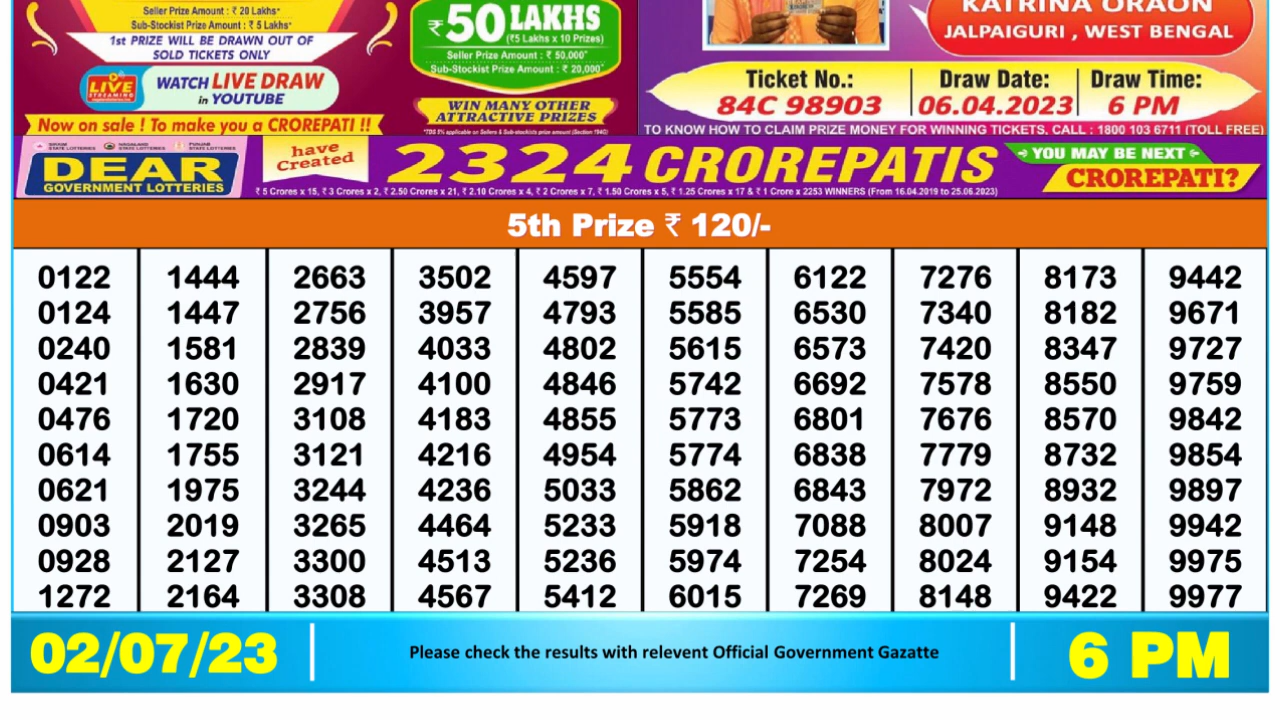 Seller Prize Amount : ₹ 20 Lakhs*
Sub-Stockist Prize Amount : ₹ 5 Lakhs*
1st PRIZE WILL BE DRAWN OUT OF
SOLD TICKETS ONLY
LIVE
STREAMING
WATCH LIVE DRAW
in YOUTUBE
Now on sale ! To make you a CROREPATI !!
₹50 LAKHS
(₹5 Lakhs x 10 Prizes)
Seller Prize Amount : ₹ 50,000*
Sub-Stockist Prize Amount : ₹ 20,000*
WIN MANY OTHER
ATTRACTIVE PRIZES
KATRINA ORAON
JALPAIGURI , WEST BENGAL
Ticket No.: Draw Date: Draw Time:
84C 98903 06.04.2023 6 PM
TO KNOW HOW TO CLAIM PRIZE MONEY FOR WINNING TICKETS, CALL : 1800 103 6711 (TOLL FREE)
DEAR
GOVERNMENT LOTTERIES
have
Created
2324 CROREPATIS
₹ 5 Crores x 15, ₹ 3 Crores x 2, ₹ 2.50 Crores x 21, ₹ 2.10 Crores x 4, ₹ 2 Crores x 7, ₹ 1.50 Crores x 5, ₹ 1.25 Crores x 17 & ₹ 1 Crore x 2253 WINNERS (From 16.04.2019 to 25.06.2023)
YOU MAY BE NEXT
CROREPATI?
5th Prize ₹ 120/-
0122 1444 2663 3502 4597 5554 6122 7276 8173 9442
0124 1447 2756 3957 4793 5585 6530 7340 8182 9671
0240 1581 2839 4033 4802 5615 6573 7420 8347 9727
0421 1630 2917 4100 4846 5742 6692 7578 8550 9759
0476 1720 3108 4183 4855 5773 6801 7676 8570 9842
0614 1755 3121 4216 4954 5774 6838 7779 8732 9854
0621 1975 3244 4236 5033 5862 6843 7972 8932 9897
0903 2019 3265 4464 5233 5918 7088 8007 9148 9942
0928 2127 3300 4513 5236 5974 7254 8024 9154 9975
1272 2164 3308 4567 5412 6015 7269 8148 9422 9977
02/07/23
Please check the results with relevent Official Government Gazatte
6 PM